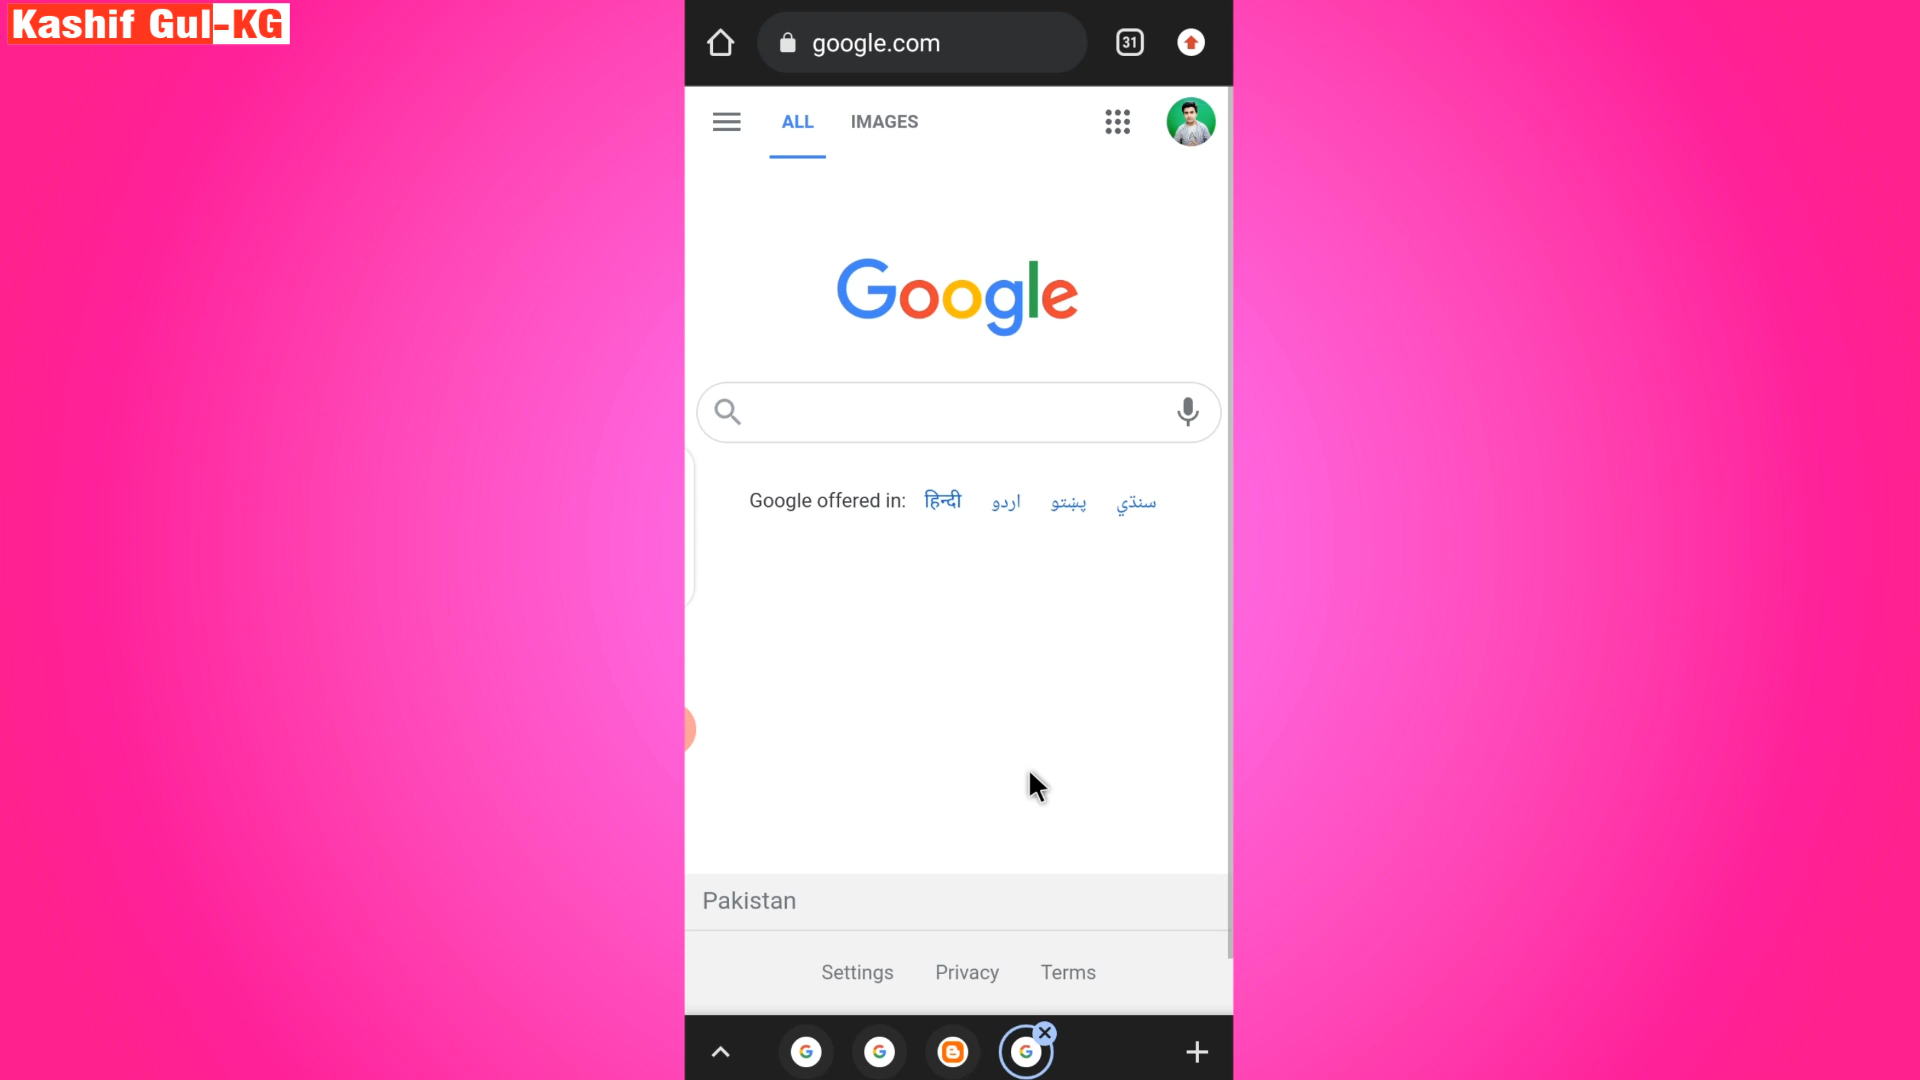 Kashif Gul-KG
google.com
31
ALL IMAGES
Google
Google offered in: हिन्दी اردو پښتو سنڌي
Pakistan
Settings Privacy Terms